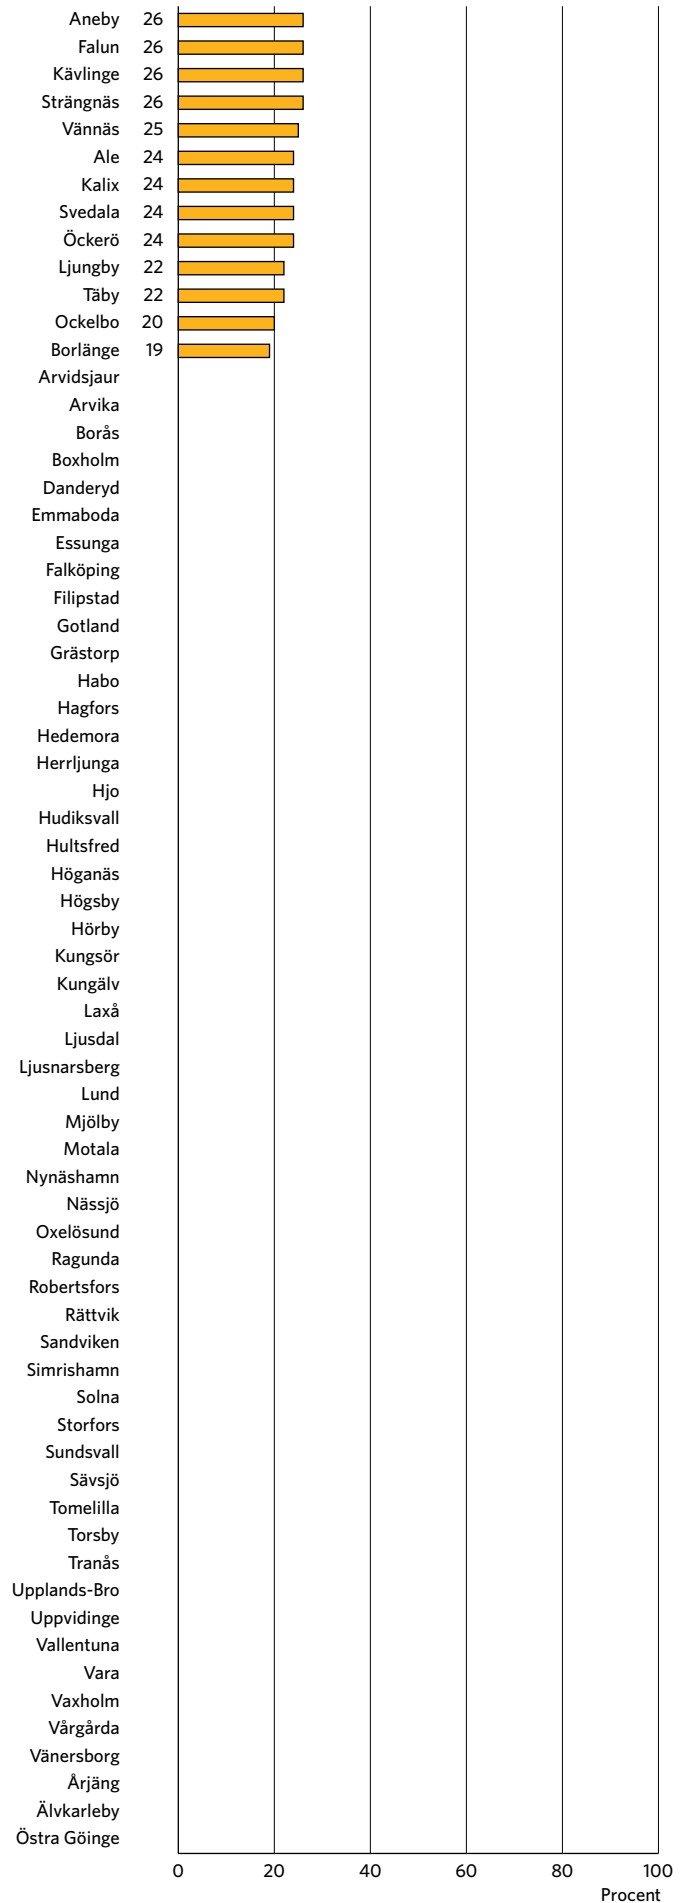 Aneby 26
Falun 26
Kävlinge 26
Strängnäs 26
Vännäs 25
Ale 24
Kalix 24
Svedala 24
Öckerö 24
Ljungby 22
Täby 22
Ockelbo 20
Borlänge 19
Arvidsjaur
Arvika
Borås
Boxholm
Danderyd
Emmaboda
Essunga
Falköping
Filipstad
Gotland
Grästorp
Habo
Hagfors
Hedemora
Herrljunga
Hjo
Hudiksvall
Hultsfred
Höganäs
Högsby
Hörby
Kungsör
Kungälv
Laxå
Ljusdal
Ljusnarsberg
Lund
Mjölby
Motala
Nynäshamn
Nässjö
Oxelösund
Ragunda
Robertsfors
Rättvik
Sandviken
Simrishamn
Solna
Storfors
Sundsvall
Sävsjö
Tomelilla
Torsby
Tranås
Upplands-Bro
Uppvidinge
Vallentuna
Vara
Vaxholm
Vårgårda
Vänersborg
Årjäng
Älvkarleby
Östra Göinge
0 20 40 60 80 100
Procent